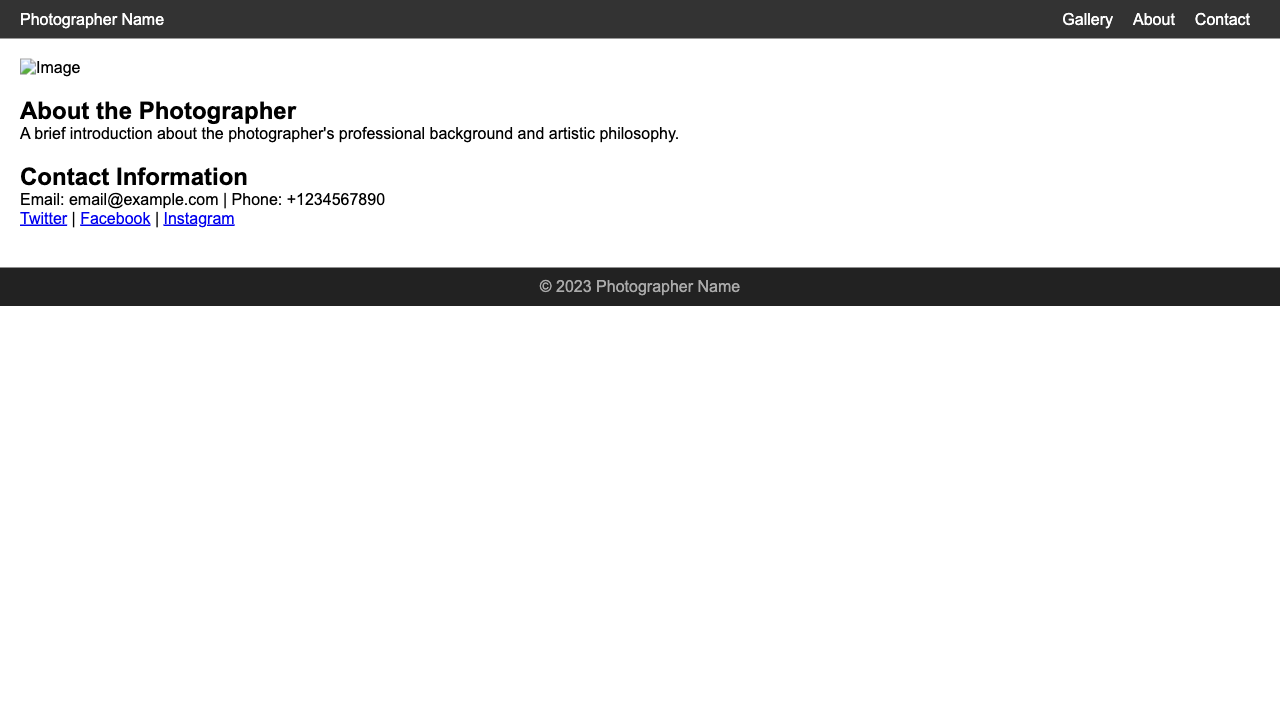 Photographer Name Gallery About Contact
Image
About the Photographer
A brief introduction about the photographer's professional background and artistic philosophy.
Contact Information
Email: email@example.com | Phone: +1234567890
Twitter | Facebook | Instagram
© 2023 Photographer Name